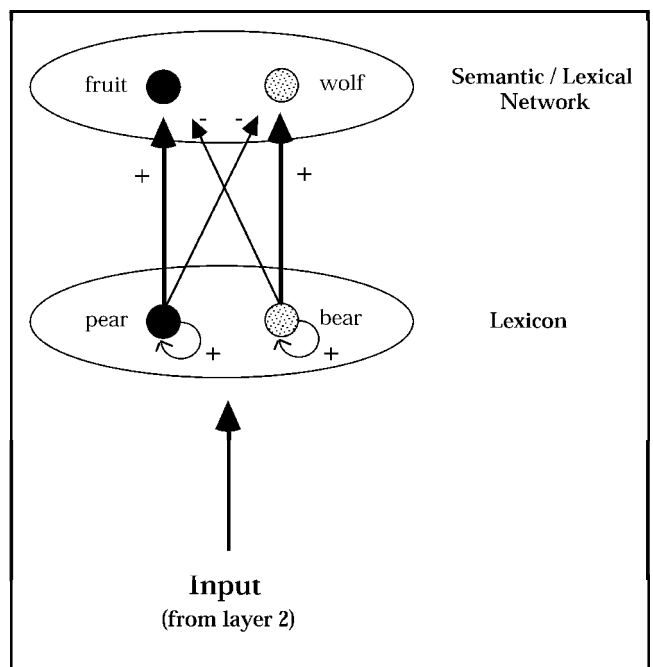 fruit
wolf
Semantic / Lexical
Network
-
-
+
+
pear
bear
Lexicon
+
+
Input
(from layer 2)